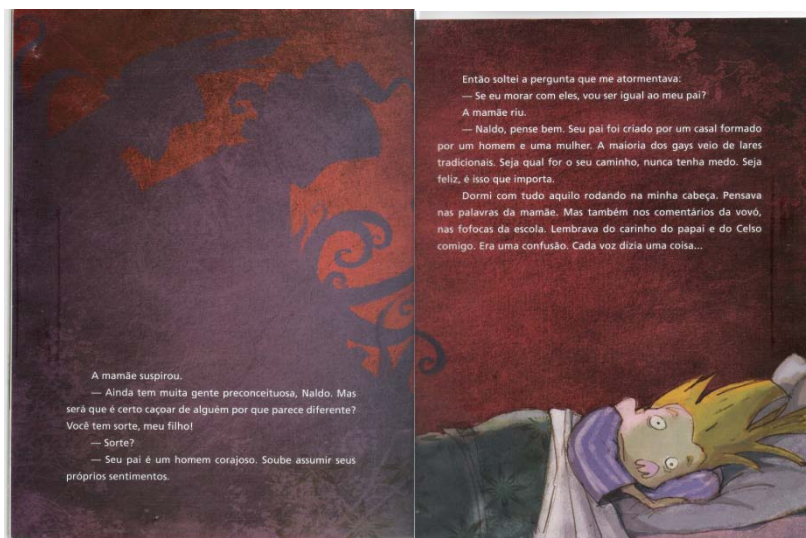 A mamãe suspirou.
— Ainda tem muita gente preconceituosa, Naldo. Mas
será que é certo caçoar de alguém por que parece diferente?
Você tem sorte, meu filho!
— Sorte?
— Seu pai é um homem corajoso. Soube assumir seus
próprios sentimentos.
Então soltei a pergunta que me atormentava:
— Se eu morar com eles, vou ser igual ao meu pai?
A mamãe riu.
— Naldo, pense bem. Seu pai foi criado por um casal formado
por um homem e uma mulher. A maioria dos gays veio de lares
tradicionais. Seja qual for o seu caminho, nunca tenha medo. Seja
feliz, é isso que importa.
Dormi com tudo aquilo rodando na minha cabeça. Pensava
nas palavras da mamãe. Mas também nos comentários da vovó,
nas fofocas da escola. Lembrava do carinho do papai e do Celso
comigo. Era uma confusão. Cada voz dizia uma coisa...